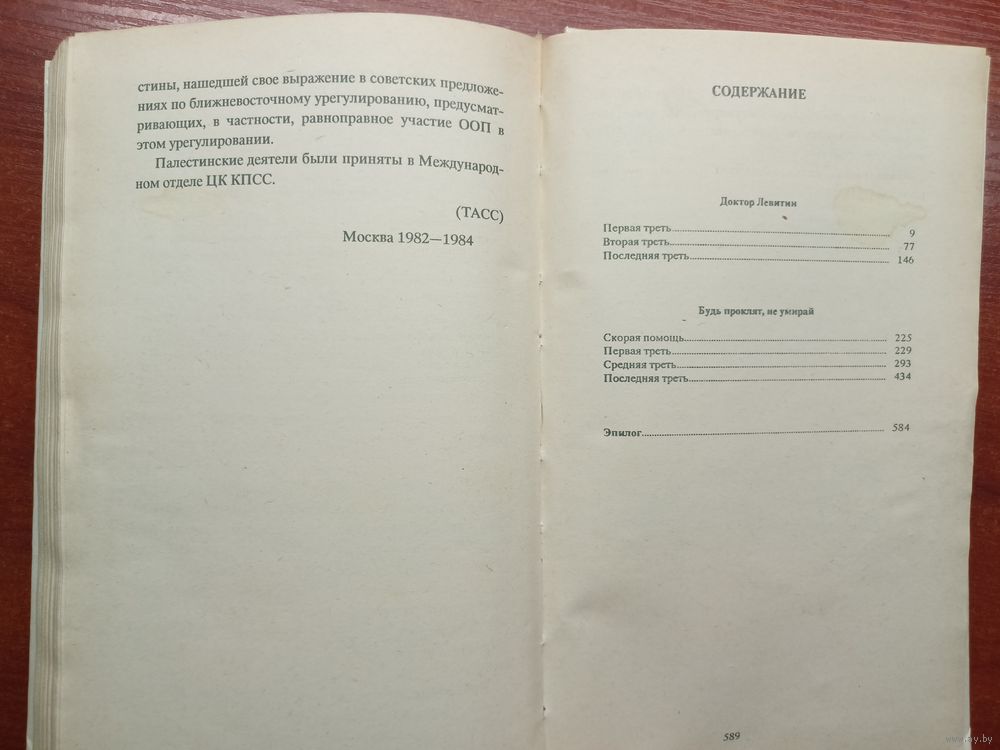 стины, нашедшей свое выражение в советских предложе-
ниях по ближневосточному урегулированию, предусмат-
ривающих, в частности, равноправное участие ООП в
этом урегулировании.
Палестинские деятели были приняты в Международ-
ном отделе ЦК КПСС.
(ТАСС)
Москва 1982—1984
СОДЕРЖАНИЕ
Доктор Левитин
Первая треть 9
Вторая треть 77
Последняя треть 146
Будь проклят, не умирай
Скорая помощь 225
Первая треть 229
Средняя треть 293
Последняя треть 434
Эпилог 584
589